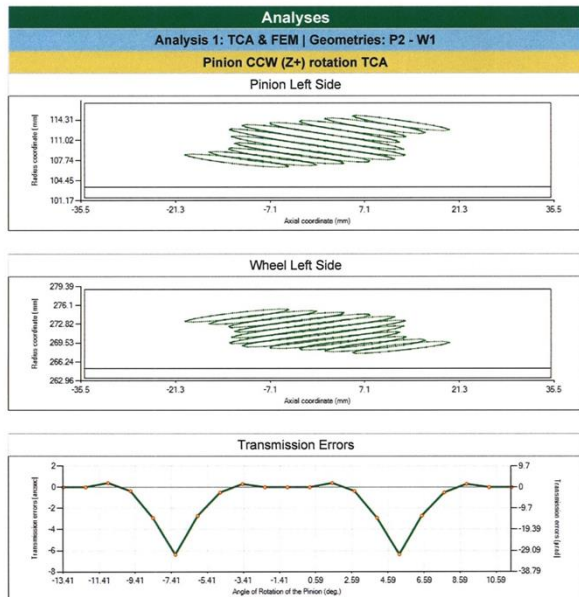 Analyses
Analysis 1: TCA & FEM | Geometries: P2 - W1
Pinion CCW (Z+) rotation TCA
Pinion Left Side
Radius coordinate [mm]
114.31
111.02
107.74
104.45
101.17
-35.5 -21.3 -7.1 7.1 21.3 35.5
Axial coordinate (mm)
Wheel Left Side
Radius coordinate [mm]
279.39
276.1
272.82
269.53
266.24
262.96
-35.5 -21.3 -7.1 7.1 21.3 35.5
Axial coordinate (mm)
Transmission Errors
Transmission errors [arcsec]
2
0
-2
-4
-6
-8
9.7
0
-9.7
-19.39
-29.09
-38.79
Transmission errors [µrad]
-13.41 -11.41 -9.41 -7.41 -5.41 -3.41 -1.41 0.59 2.59 4.59 6.59 8.59 10.59
Angle of Rotation of the Pinion (deg.)